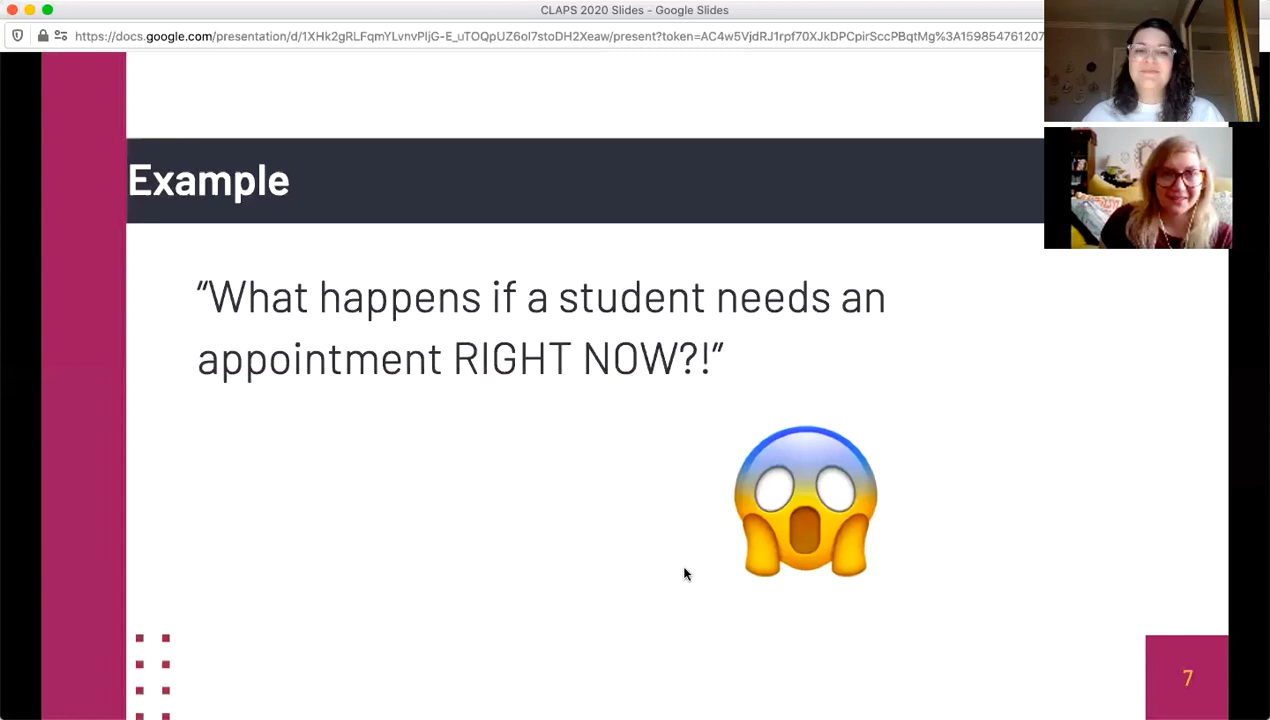 CLAPS 2020 Slides - Google Slides
https://docs.google.com/presentation/d/1XHk2gRLFqmYLvnvPljG-E_uTOQpUZ6ol7stoDH2Xeaw/present?token=AC4w5VjdRJ1rpf70XJkDPCpirSccPBqtMg%3A159854761207
Example
“What happens if a student needs an
appointment RIGHT NOW?!”
7